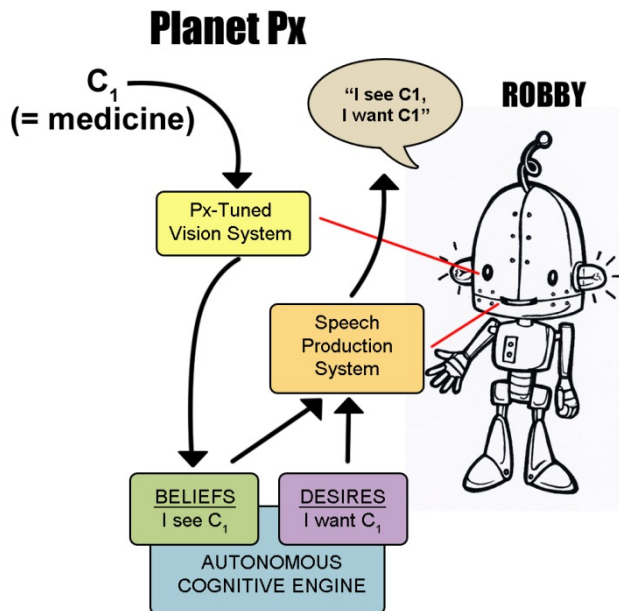 Planet Px
C₁
(= medicine)
“I see C1,
I want C1”
ROBBY
Px-Tuned
Vision System
Speech
Production
System
BELIEFS
I see C₁
DESIRES
I want C₁
AUTONOMOUS
COGNITIVE ENGINE